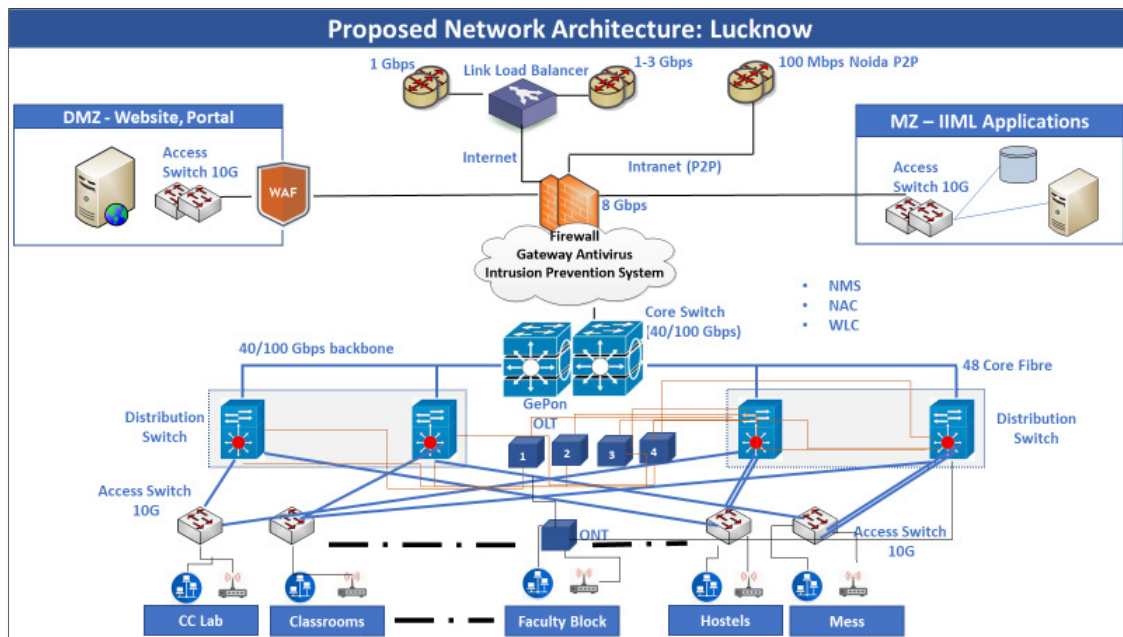 Proposed Network Architecture: Lucknow
1 Gbps
Link Load Balancer
1-3 Gbps
100 Mbps Noida P2P
DMZ - Website, Portal
Access
Switch 10G
WAF
Internet
Intranet (P2P)
8 Gbps
MZ – IIML Applications
Access
Switch 10G
Firewall
Gateway Antivirus
Intrusion Prevention System
• NMS
• NAC
• WLC
Core Switch
(40/100 Gbps)
40/100 Gbps backbone
48 Core Fibre
GePon
OLT
Distribution
Switch
1
2
3
4
Distribution
Switch
Access Switch
10G
ONT
Access Switch
10G
CC Lab
Classrooms
Faculty Block
Hostels
Mess